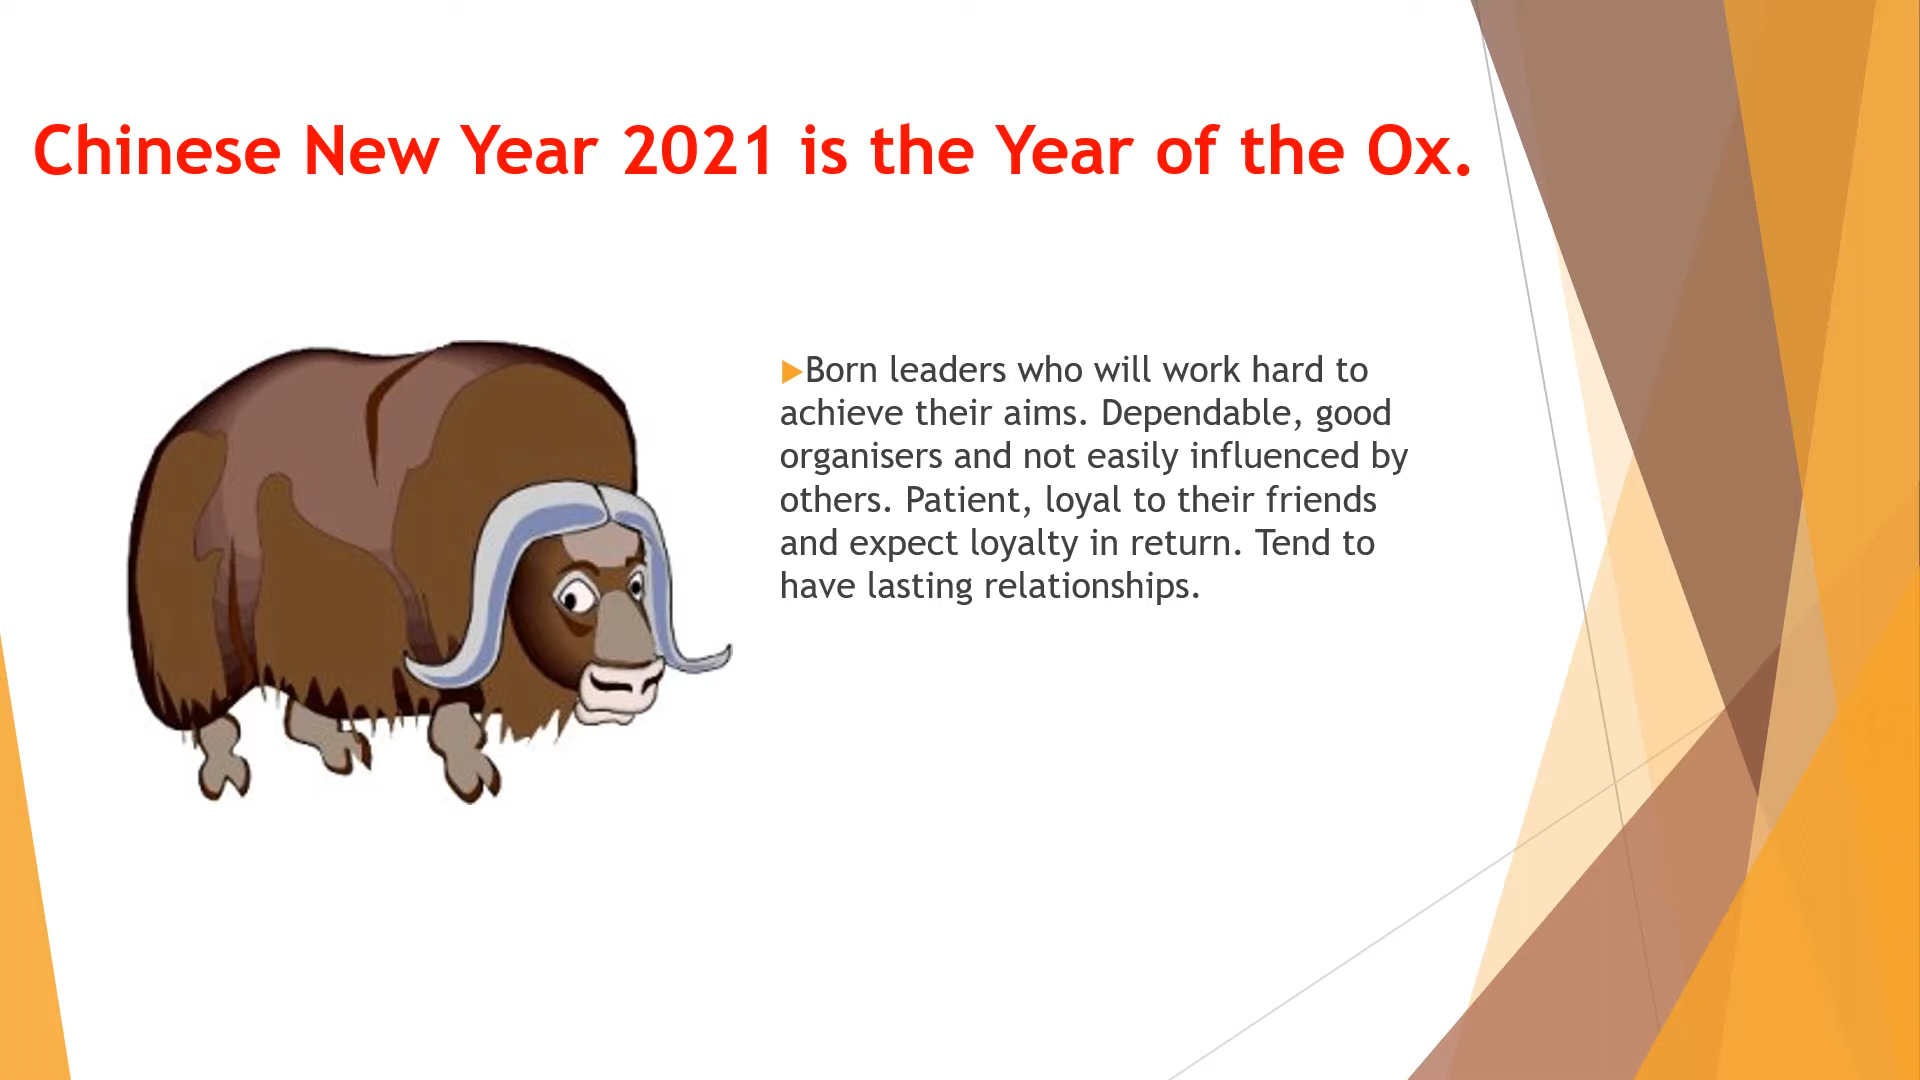 Chinese New Year 2021 is the Year of the Ox.
Born leaders who will work hard to
achieve their aims. Dependable, good
organisers and not easily influenced by
others. Patient, loyal to their friends
and expect loyalty in return. Tend to
have lasting relationships.